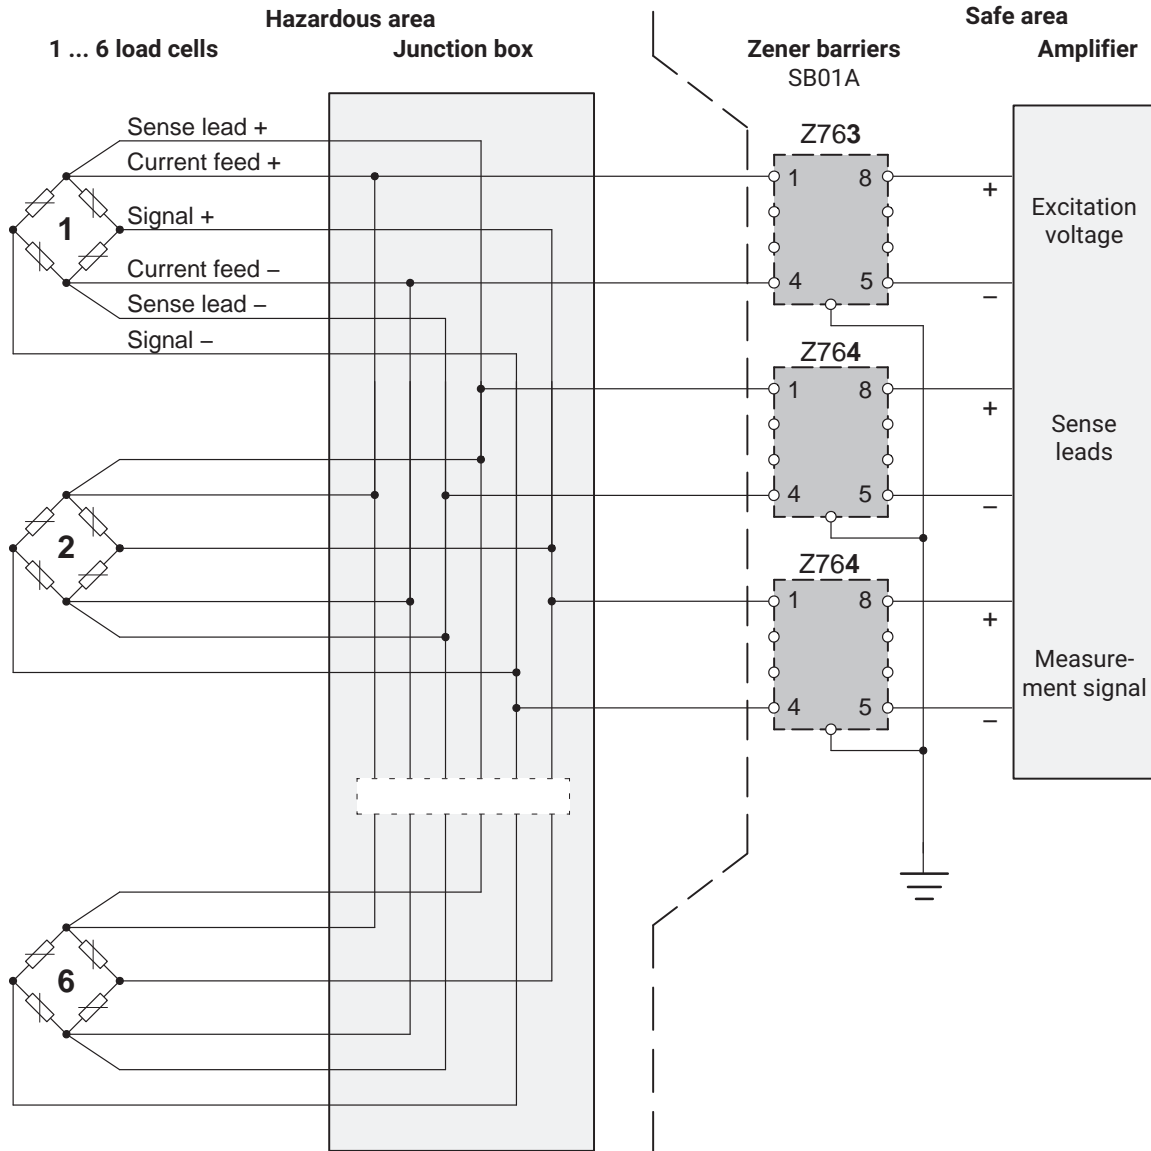 Hazardous area
Safe area
1 ... 6 load cells
Junction box
Zener barriers
Amplifier
SB01A
Sense lead +
Current feed +
Signal +
Current feed –
Sense lead –
Signal –
1
2
6
Z763
1 8
4 5
Z764
1 8
4 5
Z764
1 8
4 5
+
–
+
–
+
–
Excitation
voltage
Sense
leads
Measure-
ment signal